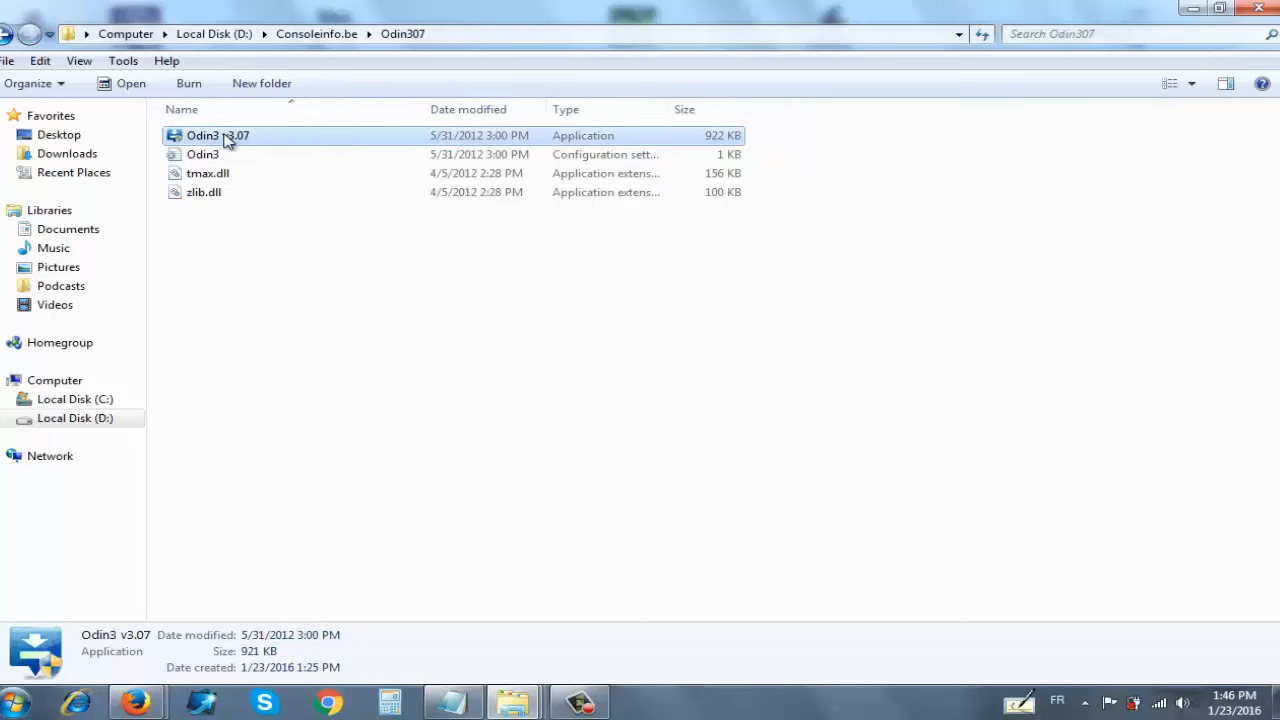 Computer Local Disk (D:) Consoleinfo.be Odin307 Search Odin307
File Edit View Tools Help
Organize Open Burn New folder
Name Date modified Type Size
Favorites
Desktop
Downloads
Recent Places
Libraries
Documents
Music
Pictures
Podcasts
Videos
Homegroup
Computer
Local Disk (C:)
Local Disk (D:)
Network
Odin3 v3.07 5/31/2012 3:00 PM Application 922 KB
Odin3 5/31/2012 3:00 PM Configuration sett... 1 KB
tmax.dll 4/5/2012 2:28 PM Application extens... 156 KB
zlib.dll 4/5/2012 2:28 PM Application extens... 100 KB
Odin3 v3.07 Date modified: 5/31/2012 3:00 PM
Application Size: 921 KB
Date created: 1/23/2016 1:25 PM
FR
1:46 PM
1/23/2016